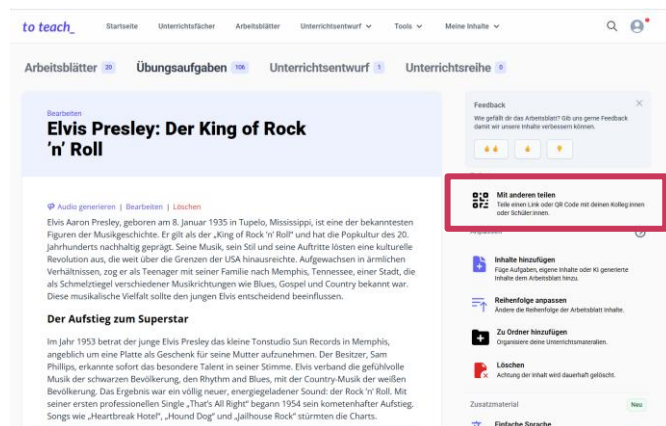 to teach_ Startseite Unterrichtsfächer Arbeitsblätter Unterrichtsentwurf Tools Meine Inhalte
Arbeitsblätter 20 Übungsaufgaben 106 Unterrichtsentwurf 5 Unterrichtsreihe 0
Bearbeiten
Elvis Presley: Der King of Rock
'n' Roll
Audio generieren | Bearbeiten | Löschen
Elvis Aaron Presley, geboren am 8. Januar 1935 in Tupelo, Mississippi, ist eine der bekanntesten
Figuren der Musikgeschichte. Er gilt als der „King of Rock 'n' Roll" und hat die Popkultur des 20.
Jahrhunderts nachhaltig geprägt. Seine Musik, sein Stil und seine Auftritte lösten eine kulturelle
Revolution aus, die weit über die Grenzen der USA hinausreichte. Aufgewachsen in ärmlichen
Verhältnissen, zog er als Teenager mit seiner Familie nach Memphis, Tennessee, einer Stadt, die
als Schmelztiegel verschiedener Musikrichtungen wie Blues, Gospel und Country bekannt war.
Diese musikalische Vielfalt sollte den jungen Elvis entscheidend beeinflussen.
Der Aufstieg zum Superstar
Im Jahr 1953 betrat der junge Elvis Presley das kleine Tonstudio Sun Records in Memphis,
angeblich um eine Platte als Geschenk für seine Mutter aufzunehmen. Der Besitzer, Sam
Phillips, erkannte sofort das besondere Talent in seiner Stimme. Elvis verband die gefühlvolle
Musik der schwarzen Bevölkerung, den Rhythm and Blues, mit der Country-Musik der weißen
Bevölkerung. Das Ergebnis war ein völlig neuer, energiegeladener Sound: der Rock 'n' Roll. Mit
seiner ersten professionellen Single „That's All Right" begann 1954 sein kometenhafter Aufstieg.
Songs wie „Heartbreak Hotel", „Hound Dog" und „Jailhouse Rock" stürmten die Charts.
Feedback
Wie gefällt dir das Arbeitsblatt? Gib uns gerne Feedback
damit wir unsere Inhalte verbessern können.
Mit anderen teilen
Teile einen Link oder QR Code mit deinen Kolleg:innen
oder Schüler:innen.
Inhalte hinzufügen
Füge Aufgaben, eigene Inhalte oder KI generierte
Inhalte dem Arbeitsblatt hinzu.
Reihenfolge anpassen
Ändere die Reihenfolge der Arbeitsblatt Inhalte.
Zu Ordner hinzufügen
Organisiere deine Unterrichtsmaterialien.
Löschen
Achtung der Inhalt wird dauerhaft gelöscht.
Zusatzmaterial Neu
Einfache Sprache